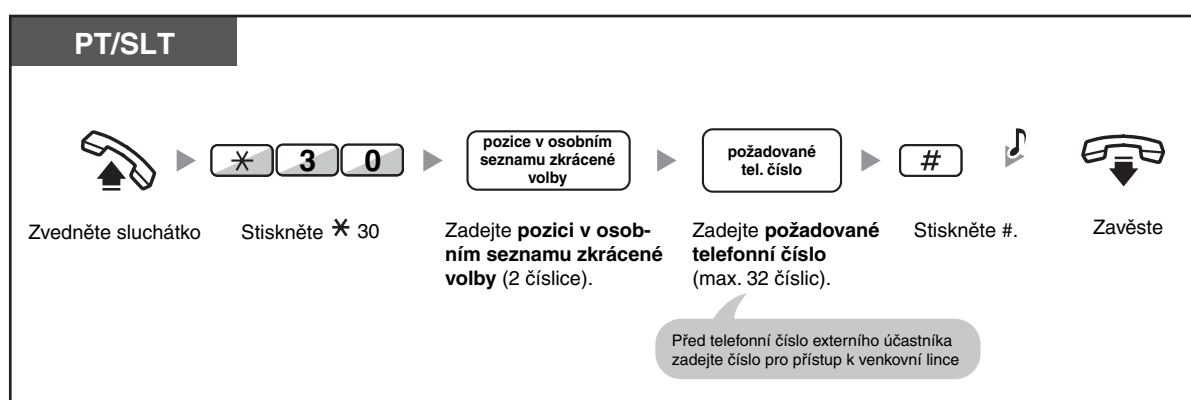 PT/SLT
3 0
pozice v osobním
seznamu zkrácené
volby
požadované
tel. číslo
#
Zvedněte sluchátko
Stiskněte * 30
Zadejte pozici v osob-
ním seznamu zkrácené
volby (2 číslice).
Zadejte požadované
telefonní číslo
(max. 32 číslic).
Stiskněte #.
Zavěste
Před telefonní číslo externího účastníka
zadejte číslo pro přístup k venkovní lince